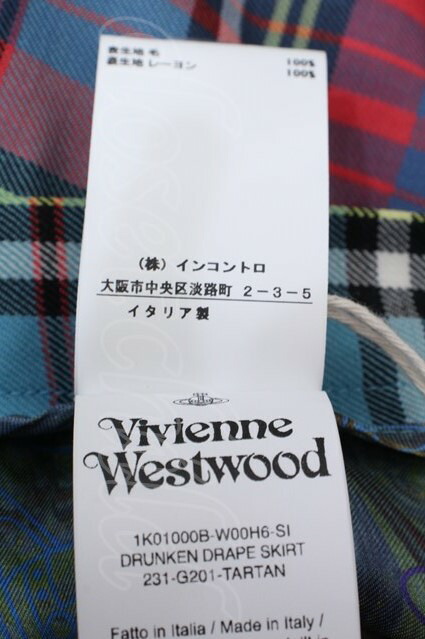 表生地 毛 100%
裏生地 レーヨン 100%
(株) インコントロ
大阪市中央区淡路町 2-3-5
イタリア製
Vivienne
Westwood
1K01000B-W00H6-SI
DRUNKEN DRAPE SKIRT
231-G201-TARTAN
Fatto in Italia / Made in Italy /